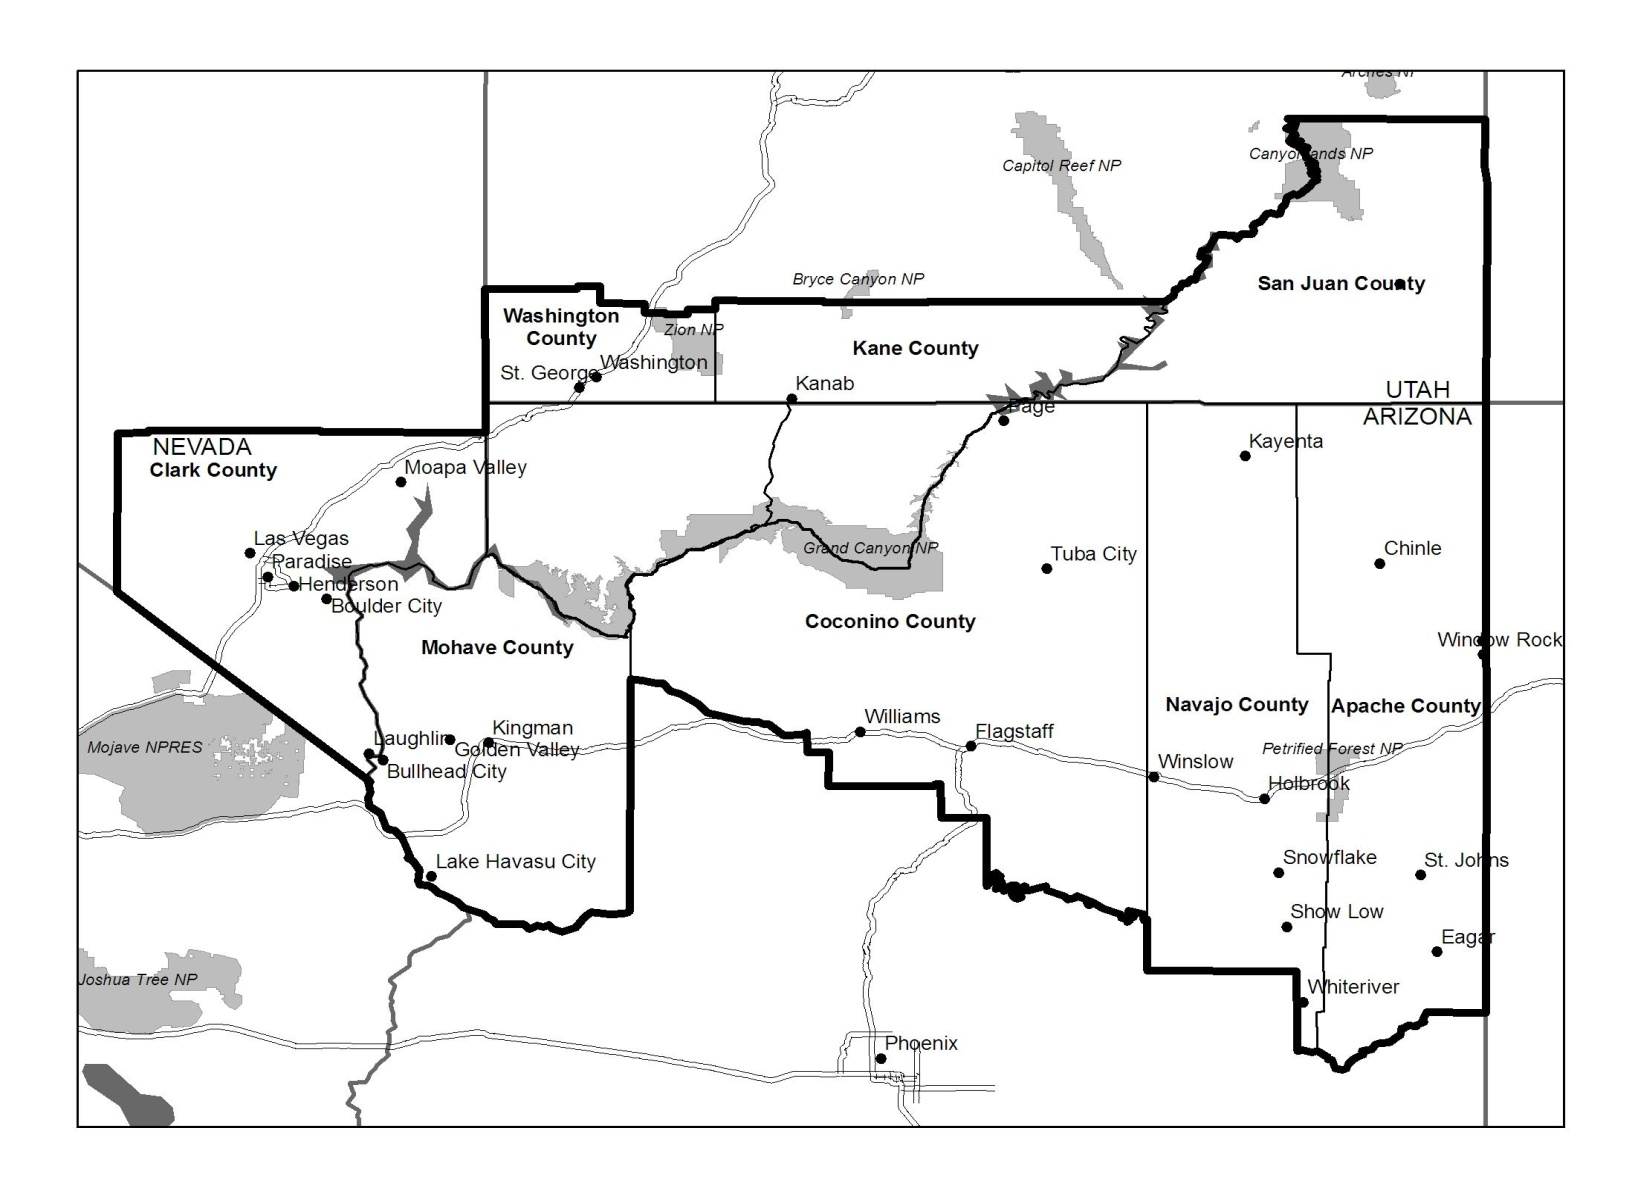 Arches NP
Canyonlands NP
Capitol Reef NP
Bryce Canyon NP
San Juan County
Washington
County
Zion NP
Kane County
Washington
St. George
Kanab
UTAH
Page
ARIZONA
NEVADA
Clark County
Kayenta
Moapa Valley
Las Vegas
Paradise
Henderson
Boulder City
Grand Canyon NP
Tuba City
Chinle
Coconino County
Mohave County
Window Rock
Navajo County
Apache County
Williams
Flagstaff
Kingman
Laughlin
Golden Valley
Bullhead City
Mojave NPRES
Petrified Forest NP
Winslow
Holbrook
Lake Havasu City
Snowflake
St. Johns
Show Low
Eagar
Joshua Tree NP
Whiteriver
Phoenix